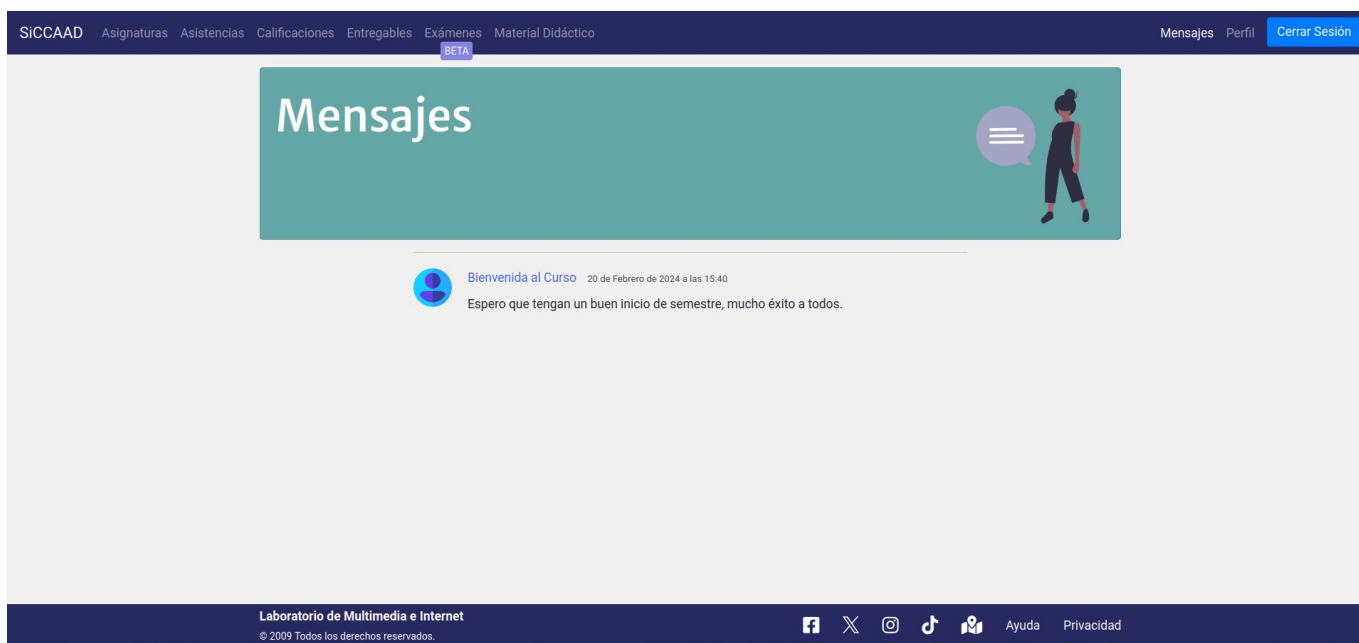 SiCCAAD Asignaturas Asistencias Calificaciones Entregables Exámenes Material Didáctico Mensajes Perfil Cerrar Sesión
BETA
Mensajes
Bienvenida al Curso 20 de Febrero de 2024 a las 15:40
Espero que tengan un buen inicio de semestre, mucho éxito a todos.
Laboratorio de Multimedia e Internet
© 2009 Todos los derechos reservados.
Ayuda Privacidad